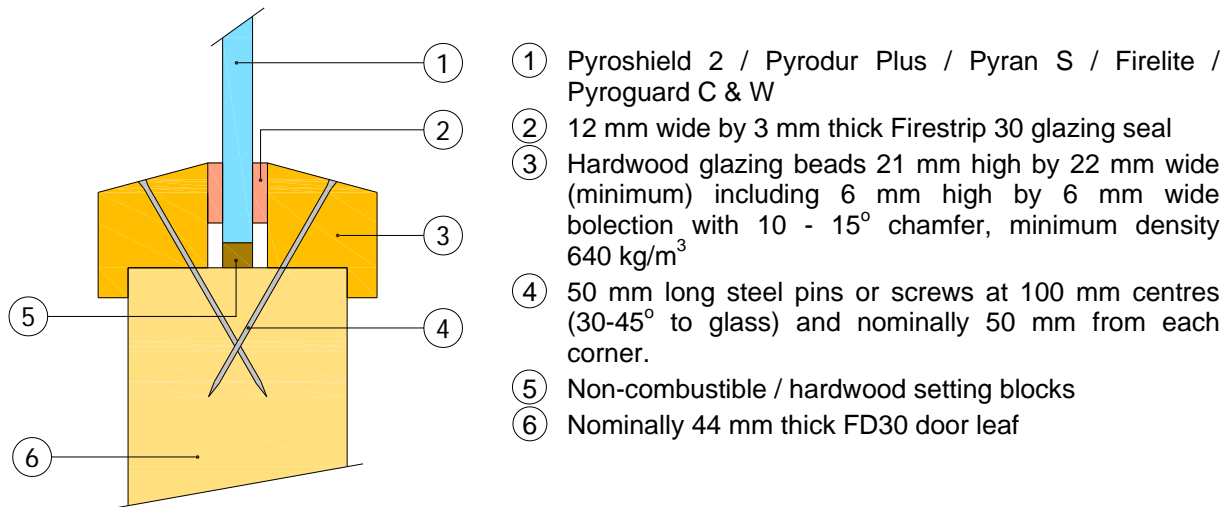 1 Pyroshield 2 / Pyrodur Plus / Pyran S / Firelite /
Pyroguard C & W
2 12 mm wide by 3 mm thick Firestrip 30 glazing seal
3 Hardwood glazing beads 21 mm high by 22 mm wide
(minimum) including 6 mm high by 6 mm wide
bolection with 10 - 15° chamfer, minimum density
640 kg/m³
4 50 mm long steel pins or screws at 100 mm centres
(30-45° to glass) and nominally 50 mm from each
corner.
5 Non-combustible / hardwood setting blocks
6 Nominally 44 mm thick FD30 door leaf
1
2
3
5
4
6